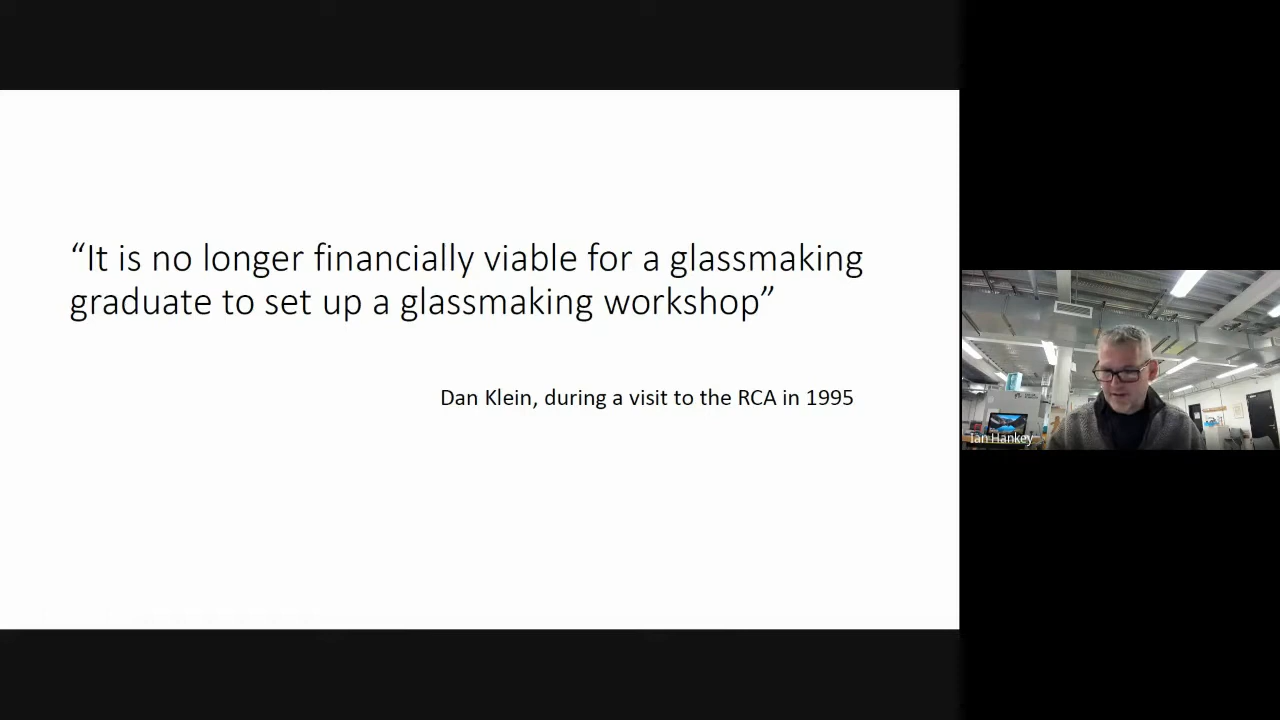 “It is no longer financially viable for a glassmaking
graduate to set up a glassmaking workshop”
Dan Klein, during a visit to the RCA in 1995
Ian Hankey